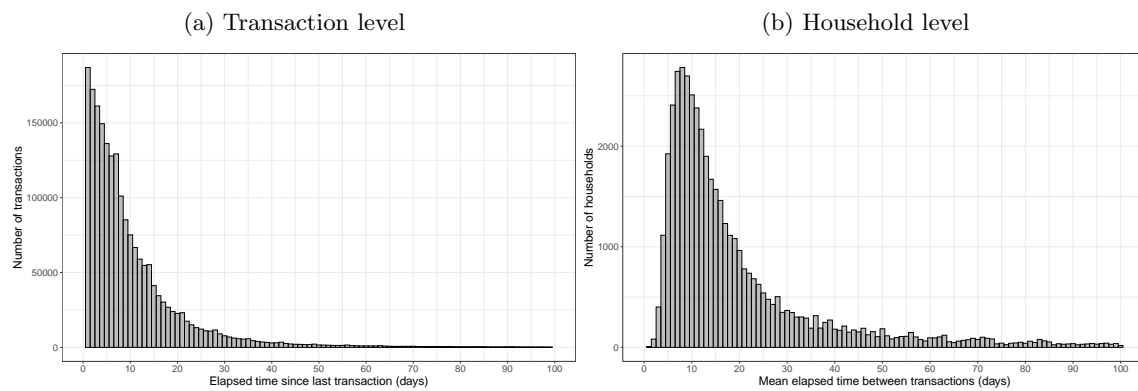 (a) Transaction level
(b) Household level
Number of transactions
150000
100000
50000
0
0 10 20 30 40 50 60 70 80 90 100
Elapsed time since last transaction (days)
Number of households
2000
1000
0
0 10 20 30 40 50 60 70 80 90 100
Mean elapsed time between transactions (days)